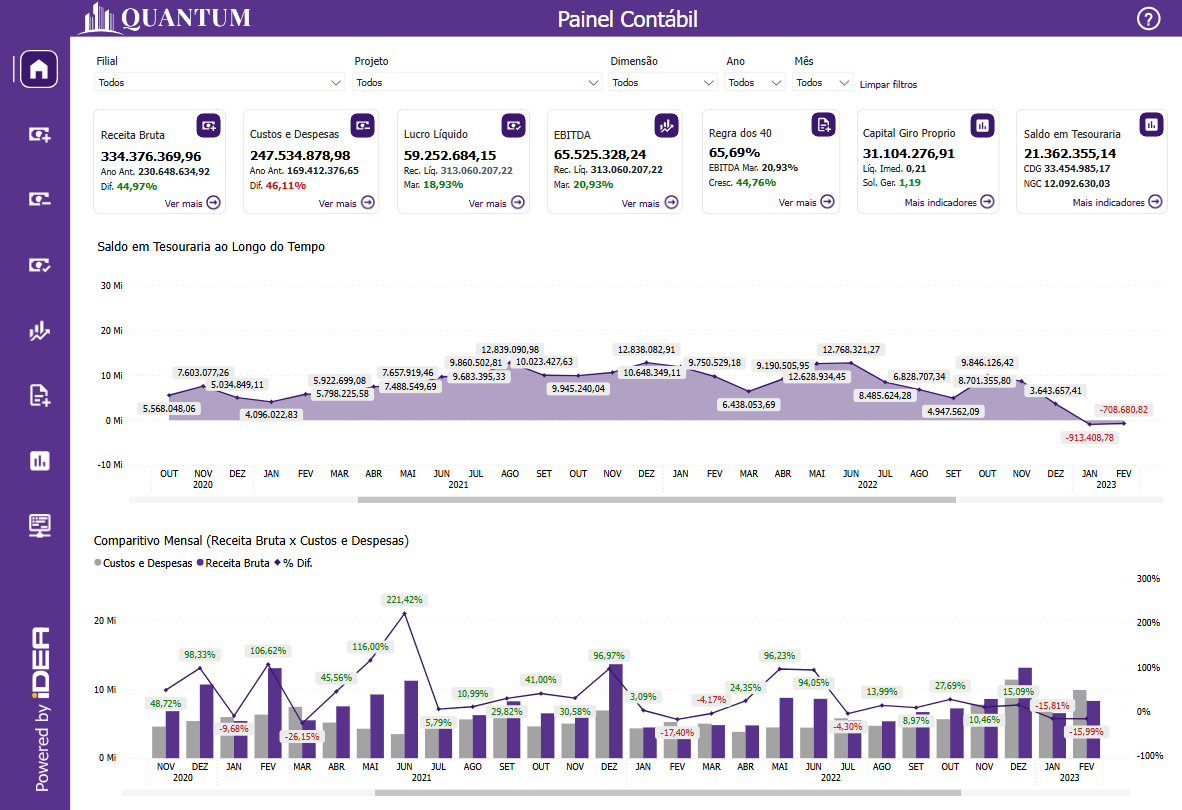 QUANTUM
Painel Contábil
?
Filial
Projeto
Dimensão
Ano
Mês
Todos
Todos
Todos
Todos
Todos
Limpar filtros
Receita Bruta
334.376.369,96
Ano Ant. 230.648.634,92
Dif. 44,97%
Ver mais
Custos e Despesas
247.534.878,98
Ano Ant. 169.412.376,65
Dif. 46,11%
Ver mais
Lucro Líquido
59.252.684,15
Rec. Líq. 313.060.207,22
Mar. 18,93%
Ver mais
EBITDA
65.525.328,24
Rec. Líq. 313.060.207,22
Mar. 20,93%
Ver mais
Regra dos 40
65,69%
EBITDA Mar. 20,93%
Cresc. 44,76%
Ver mais
Capital Giro Proprio
31.104.276,91
Líq. Imed. 0,21
Sol. Ger. 1,19
Mais indicadores
Saldo em Tesouraria
21.362.355,14
CDG 33.454.985,17
NGC 12.092.630,03
Mais indicadores
Saldo em Tesouraria ao Longo do Tempo
30 Mi
20 Mi
10 Mi
0 Mi
-10 Mi
5.568.048,06
7.603.077,26
5.034.849,11
4.096.022,83
5.922.699,08
5.798.225,58
7.657.919,46
7.488.549,69
9.860.502,81
9.683.395,33
12.839.090,98
10.023.427,63
9.945.240,04
12.838.082,91
10.648.349,11
9.750.529,18
6.438.053,69
9.190.505,95
12.628.934,45
12.768.321,27
8.485.624,28
6.828.707,34
4.947.562,09
9.846.126,42
8.701.355,80
3.643.657,41
-913.408,78
-708.680,82
OUT NOV DEZ JAN FEV MAR ABR MAI JUN JUL AGO SET OUT NOV DEZ JAN FEV MAR ABR MAI JUN JUL AGO SET OUT NOV DEZ JAN FEV
2020 2021 2022 2023
Comparitivo Mensal (Receita Bruta x Custos e Despesas)
Custos e Despesas Receita Bruta % Dif.
20 Mi
10 Mi
0 Mi
300%
200%
100%
0%
-100%
48,72%
98,33%
-9,68%
106,62%
-26,15%
45,56%
116,00%
221,42%
5,79%
10,99%
29,82%
41,00%
30,58%
96,97%
3,09%
-17,40%
-4,17%
24,35%
96,23%
94,05%
-4,30%
13,99%
8,97%
27,69%
10,46%
15,09%
-15,81%
-15,99%
NOV DEZ JAN FEV MAR ABR MAI JUN JUL AGO SET OUT NOV DEZ JAN FEV MAR ABR MAI JUN JUL AGO SET OUT NOV DEZ JAN FEV
2020 2021 2022 2023
Powered by iDEA